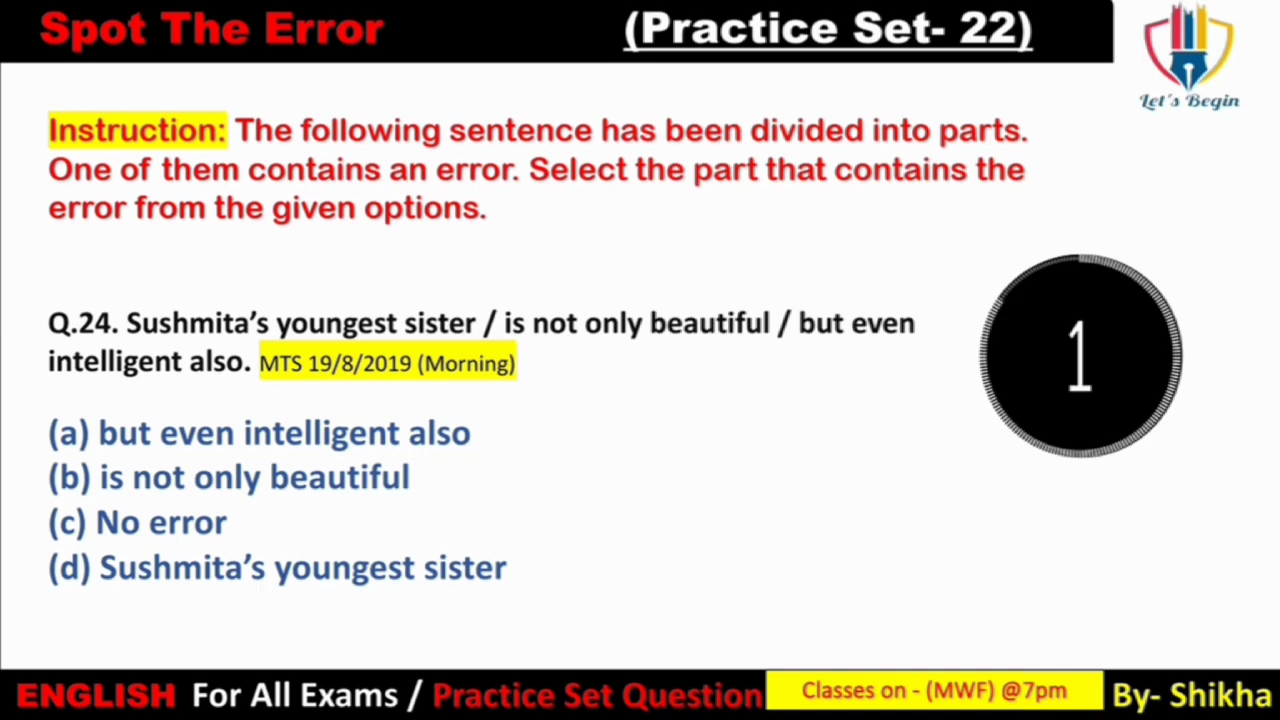 Spot The Error (Practice Set- 22)
Let's Begin
Instruction: The following sentence has been divided into parts.
One of them contains an error. Select the part that contains the
error from the given options.
Q.24. Sushmita’s youngest sister / is not only beautiful / but even
intelligent also. MTS 19/8/2019 (Morning)
1
(a) but even intelligent also
(b) is not only beautiful
(c) No error
(d) Sushmita’s youngest sister
ENGLISH For All Exams / Practice Set Question Classes on - (MWF) @7pm By- Shikha